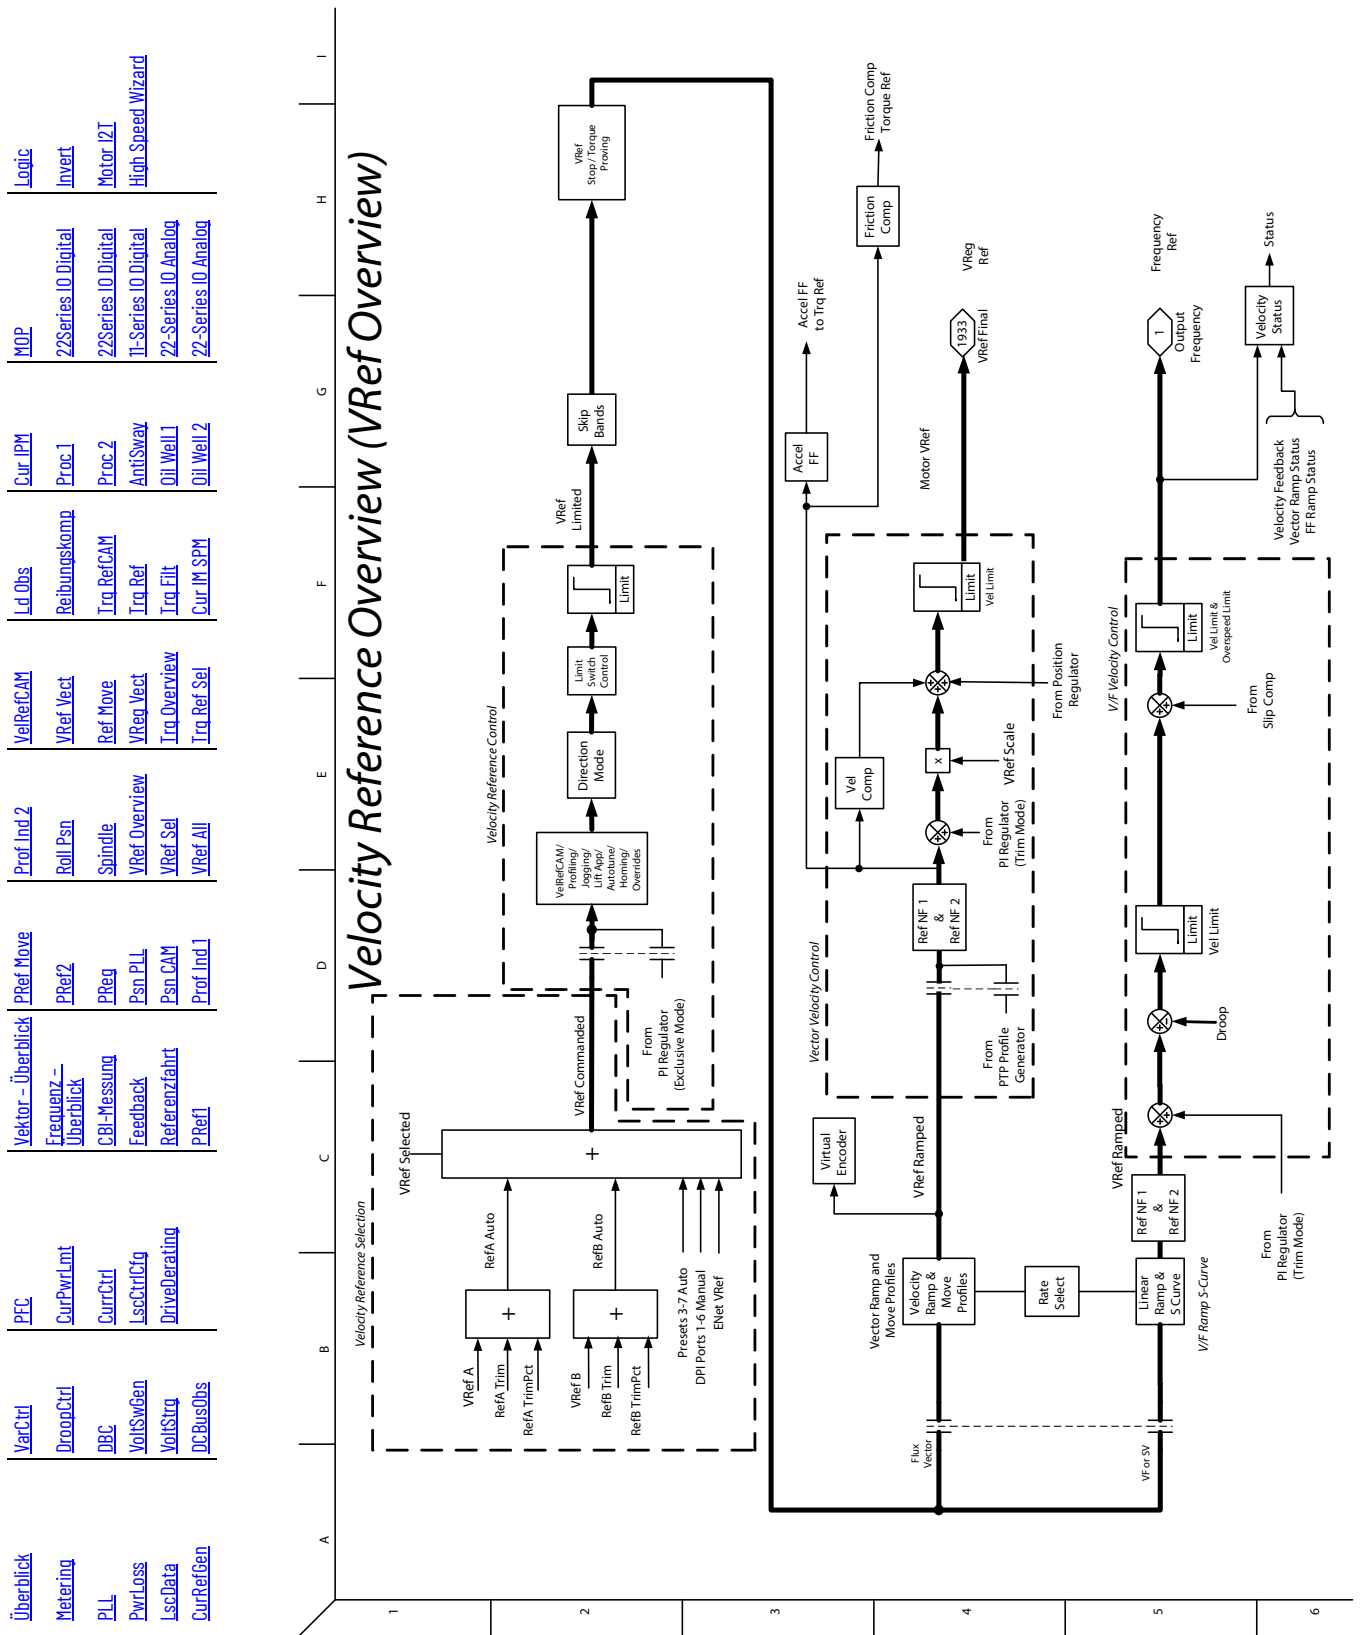 Überblick
Metering
PLL
PwrLoss
LscData
CurRefGen
VarCtrl
DroopCtrl
DBC
VoltSwGen
VoltStrg
DCBusObs
PFC
CurPwrLmt
CurrCtrl
LscCtrlCfg
DriveDerating
Vektor – Überblick
Frequenz –
Überblick
CBI-Messung
Feedback
Referenzfahrt
PRef1
PRef Move
PRef2
PReg
Psn PLL
Psn CAM
Prof Ind 1
Prof Ind 2
Roll Psn
Spindle
VRef Overview
VRef Sel
VRef All
VelRefCAM
VRef Vect
Ref Move
VReg Vect
Trq Overview
Trq Ref Sel
Ld Obs
Reibungskomp
Trq RefCAM
Trq Ref
Trq Filt
Cur IM SPM
Cur IPM
Proc 1
Proc 2
AntiSway
Oil Well 1
Oil Well 2
MOP
22Series IO Digital
22Series IO Digital
11-Series IO Digital
22-Series IO Analog
22-Series IO Analog
Logic
Invert
Motor I2T
High Speed Wizard
A
B
C
D
E
F
G
H
I
1
2
3
4
5
6
Velocity Reference Overview (VRef Overview)
Velocity Reference Selection
VRef A
RefA Trim
RefA TrimPct
+
RefA Auto
VRef B
RefB Trim
RefB TrimPct
+
RefB Auto
Presets 3-7 Auto
DPI Ports 1-6 Manual
ENet VRef
VRef Selected
+
VRef Commanded
From
PI Regulator
(Exclusive Mode)
Velocity Reference Control
VelRefCAM/
Profiling/
Jogging/
Lift App/
Autotune/
Homing/
Overrides
Direction
Mode
Limit
Switch
Control
Limit
VRef
Limited
Skip
Bands
VRef
Stop / Torque
Proving
Flux
Vector
VF or SV
Vector Ramp and
Move Profiles
Velocity
Ramp &
Move
Profiles
Rate
Select
Linear
Ramp &
S Curve
V/F Ramp S-Curve
Virtual
Encoder
VRef Ramped
Vector Velocity Control
From
PTP Profile
Generator
Ref NF 1
&
Ref NF 2
+
+
From
PI Regulator
(Trim Mode)
Vel
Comp
x
VRef Scale
+
+
+
From Position
Regulator
Limit
Vel Limit
Motor VRef
Accel
FF
Accel FF
to Trq Ref
Friction
Comp
Friction Comp
Torque Ref
1933
VRef Final
VReg
Ref
Ref NF 1
&
Ref NF 2
VRef Ramped
From
PI Regulator
(Trim Mode)
+
+
+
-
Droop
Limit
Vel Limit
+
+
From
Slip Comp
V/F Velocity Control
Limit
Vel Limit &
Overspeed Limit
1
Output
Frequency
Frequency
Ref
Velocity Feedback
Vector Ramp Status
FF Ramp Status
Velocity
Status
Status